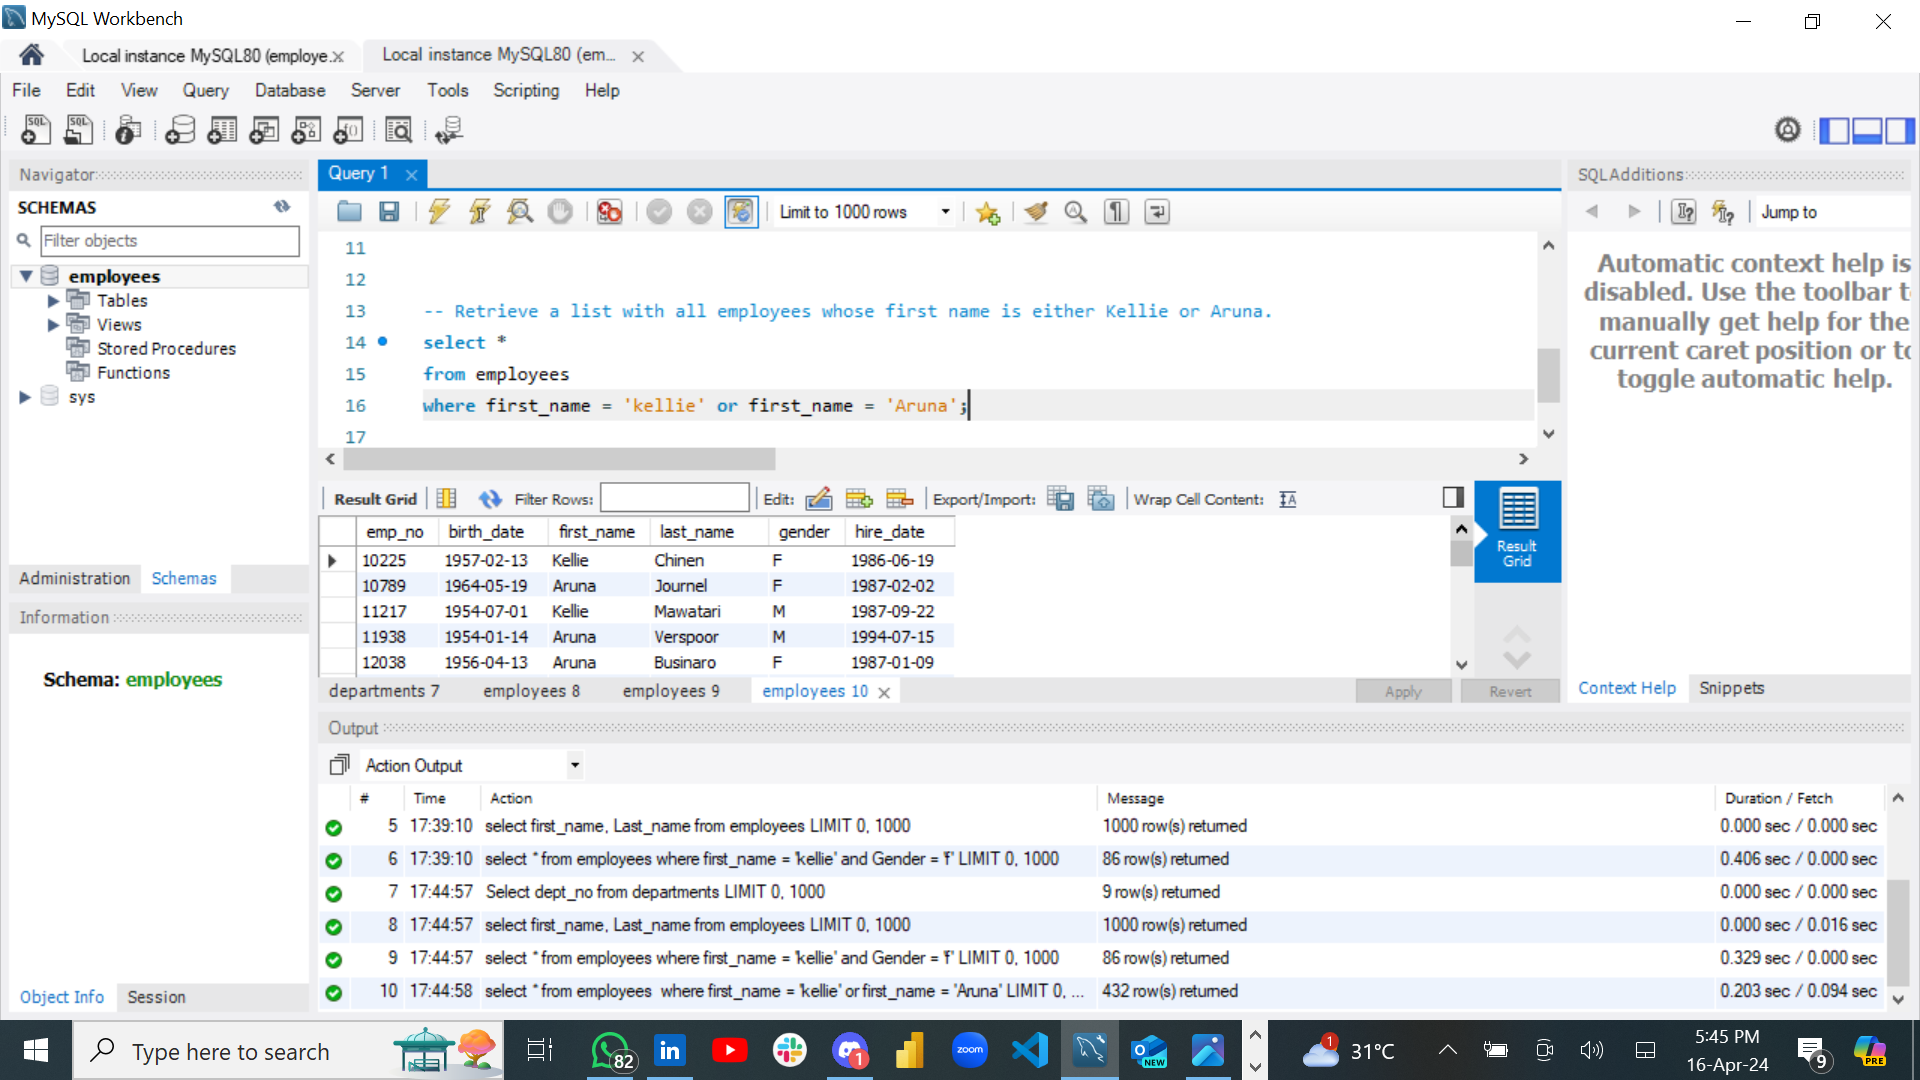 MySQL Workbench
Local instance MySQL80 (employe.x
Local instance MySQL80 (em... x
File Edit View Query Database Server Tools Scripting Help
Navigator
SCHEMAS
Filter objects
employees
Tables
Views
Stored Procedures
Functions
sys
Administration Schemas
Information
Schema: employees
Object Info Session
Query 1
Limit to 1000 rows
11
12
13 -- Retrieve a list with all employees whose first name is either Kellie or Aruna.
14 select *
15 from employees
16 where first_name = 'kellie' or first_name = 'Aruna';
17
Result Grid Filter Rows: Edit: Export/Import: Wrap Cell Content:
emp_no birth_date first_name last_name gender hire_date
10225 1957-02-13 Kellie Chinen F 1986-06-19
10789 1964-05-19 Aruna Journel F 1987-02-02
11217 1954-07-01 Kellie Mawatari M 1987-09-22
11938 1954-01-14 Aruna Verspoor M 1994-07-15
12038 1956-04-13 Aruna Businaro F 1987-01-09
Result
Grid
departments 7 employees 8 employees 9 employees 10
Apply Revert
SQLAdditions
Jump to
Automatic context help is
disabled. Use the toolbar t
manually get help for the
current caret position or to
toggle automatic help.
Context Help Snippets
Output
Action Output
# Time Action Message Duration / Fetch
5 17:39:10 select first_name, Last_name from employees LIMIT 0, 1000 1000 row(s) returned 0.000 sec / 0.000 sec
6 17:39:10 select * from employees where first_name = 'kellie' and Gender = 'f' LIMIT 0, 1000 86 row(s) returned 0.406 sec / 0.000 sec
7 17:44:57 Select dept_no from departments LIMIT 0, 1000 9 row(s) returned 0.000 sec / 0.000 sec
8 17:44:57 select first_name, Last_name from employees LIMIT 0, 1000 1000 row(s) returned 0.000 sec / 0.016 sec
9 17:44:57 select * from employees where first_name = 'kellie' and Gender = 'f' LIMIT 0, 1000 86 row(s) returned 0.329 sec / 0.000 sec
10 17:44:58 select * from employees where first_name = 'kellie' or first_name = 'Aruna' LIMIT 0, ... 432 row(s) returned 0.203 sec / 0.094 sec
Type here to search
82
in
1
zoom
NEW
1
31°C
5:45 PM
16-Apr-24
9
PRE